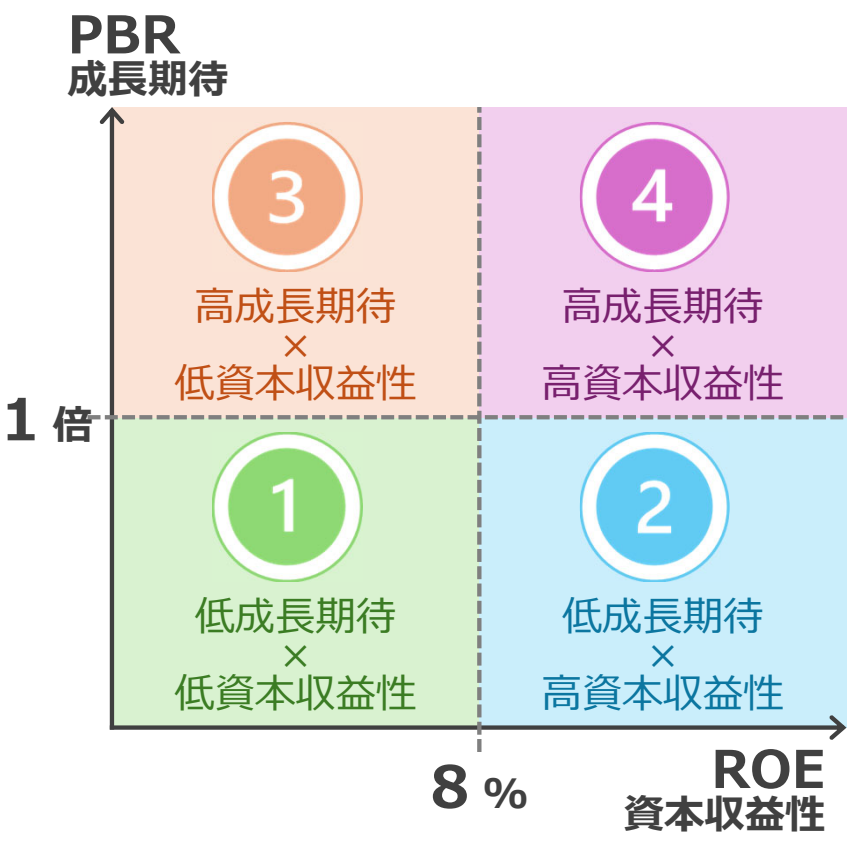 PBR
成長期待
3
高成長期待
×
低資本収益性
4
高成長期待
×
高資本収益性
1 倍
1
低成長期待
×
低資本収益性
2
低成長期待
×
高資本収益性
8 %
ROE
資本収益性